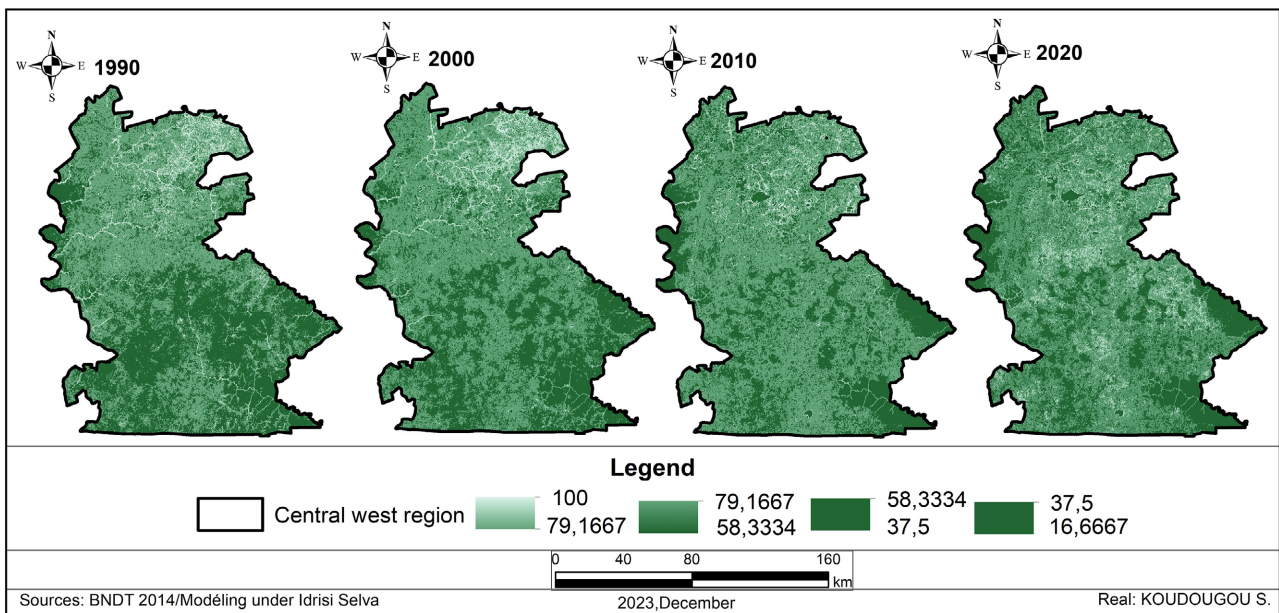 N
W E 1990
S
N
W E 2000
S
N
W E 2010
S
N
W E 2020
S
Legend
Central west region
100
79,1667
79,1667
58,3334
58,3334
37,5
37,5
16,6667
0 40 80 160
km
Sources: BNDT 2014/Modéling under Idrisi Selva
2023,December
Real: KOUDOUGOU S.